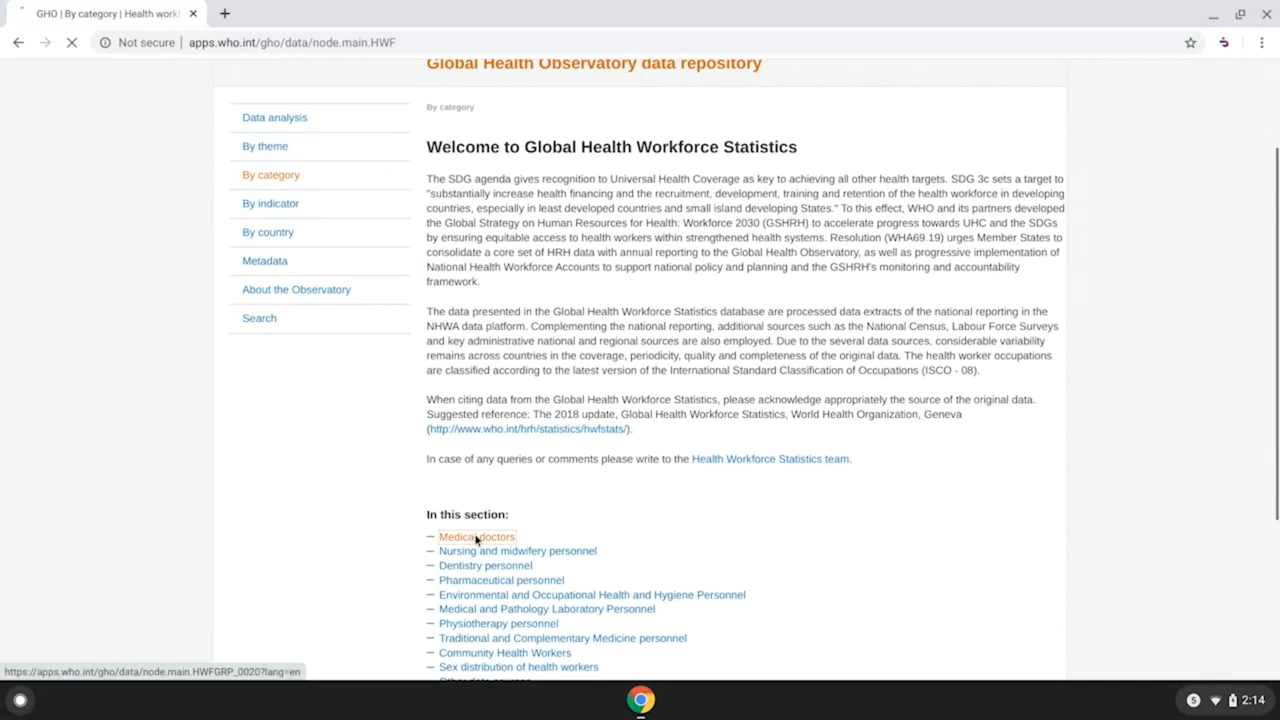 GHO | By category | Health work
Not secure | apps.who.int/gho/data/node.main.HWF
Global Health Observatory data repository
Data analysis
By theme
By category
By indicator
By country
Metadata
About the Observatory
Search
By category
Welcome to Global Health Workforce Statistics
The SDG agenda gives recognition to Universal Health Coverage as key to achieving all other health targets. SDG 3c sets a target to
"substantially increase health financing and the recruitment, development, training and retention of the health workforce in developing
countries, especially in least developed countries and small island developing States." To this effect, WHO and its partners developed
the Global Strategy on Human Resources for Health: Workforce 2030 (GSHRH) to accelerate progress towards UHC and the SDGs
by ensuring equitable access to health workers within strengthened health systems. Resolution (WHA69.19) urges Member States to
consolidate a core set of HRH data with annual reporting to the Global Health Observatory, as well as progressive implementation of
National Health Workforce Accounts to support national policy and planning and the GSHRH's monitoring and accountability
framework.
The data presented in the Global Health Workforce Statistics database are processed data extracts of the national reporting in the
NHWA data platform. Complementing the national reporting, additional sources such as the National Census, Labour Force Surveys
and key administrative national and regional sources are also employed. Due to the several data sources, considerable variability
remains across countries in the coverage, periodicity, quality and completeness of the original data. The health worker occupations
are classified according to the latest version of the International Standard Classification of Occupations (ISCO - 08).
When citing data from the Global Health Workforce Statistics, please acknowledge appropriately the source of the original data.
Suggested reference: The 2018 update, Global Health Workforce Statistics, World Health Organization, Geneva
(http://www.who.int/hrh/statistics/hwfstats/).
In case of any queries or comments please write to the Health Workforce Statistics team.
In this section:
– Medical doctors
– Nursing and midwifery personnel
– Dentistry personnel
– Pharmaceutical personnel
– Environmental and Occupational Health and Hygiene Personnel
– Medical and Pathology Laboratory Personnel
– Physiotherapy personnel
– Traditional and Complementary Medicine personnel
– Community Health Workers
– Sex distribution of health workers
https://apps.who.int/gho/data/node.main.HWFGRP_0020?lang=en
5
2:14